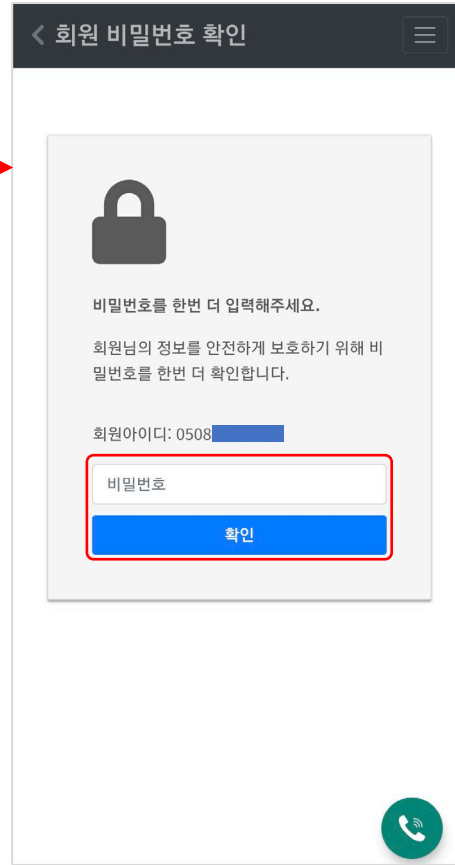 회원 비밀번호 확인
비밀번호를 한번 더 입력해주세요.
회원님의 정보를 안전하게 보호하기 위해 비
밀번호를 한번 더 확인합니다.
회원아이디: 0508
비밀번호
확인